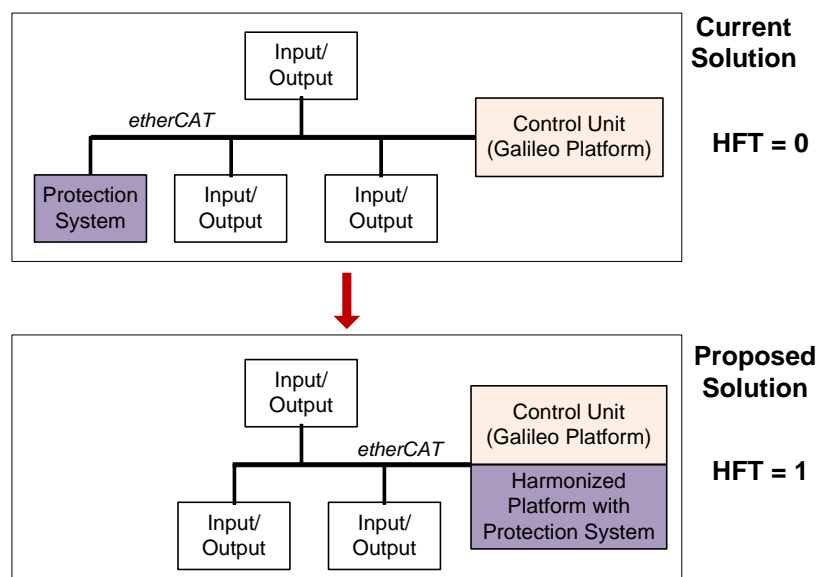 Current
Solution
Input/
Output
etherCAT
Control Unit
(Galileo Platform)
HFT = 0
Protection
System
Input/
Output
Input/
Output
Proposed
Solution
Input/
Output
etherCAT
Control Unit
(Galileo Platform)
HFT = 1
Harmonized
Platform with
Protection System
Input/
Output
Input/
Output